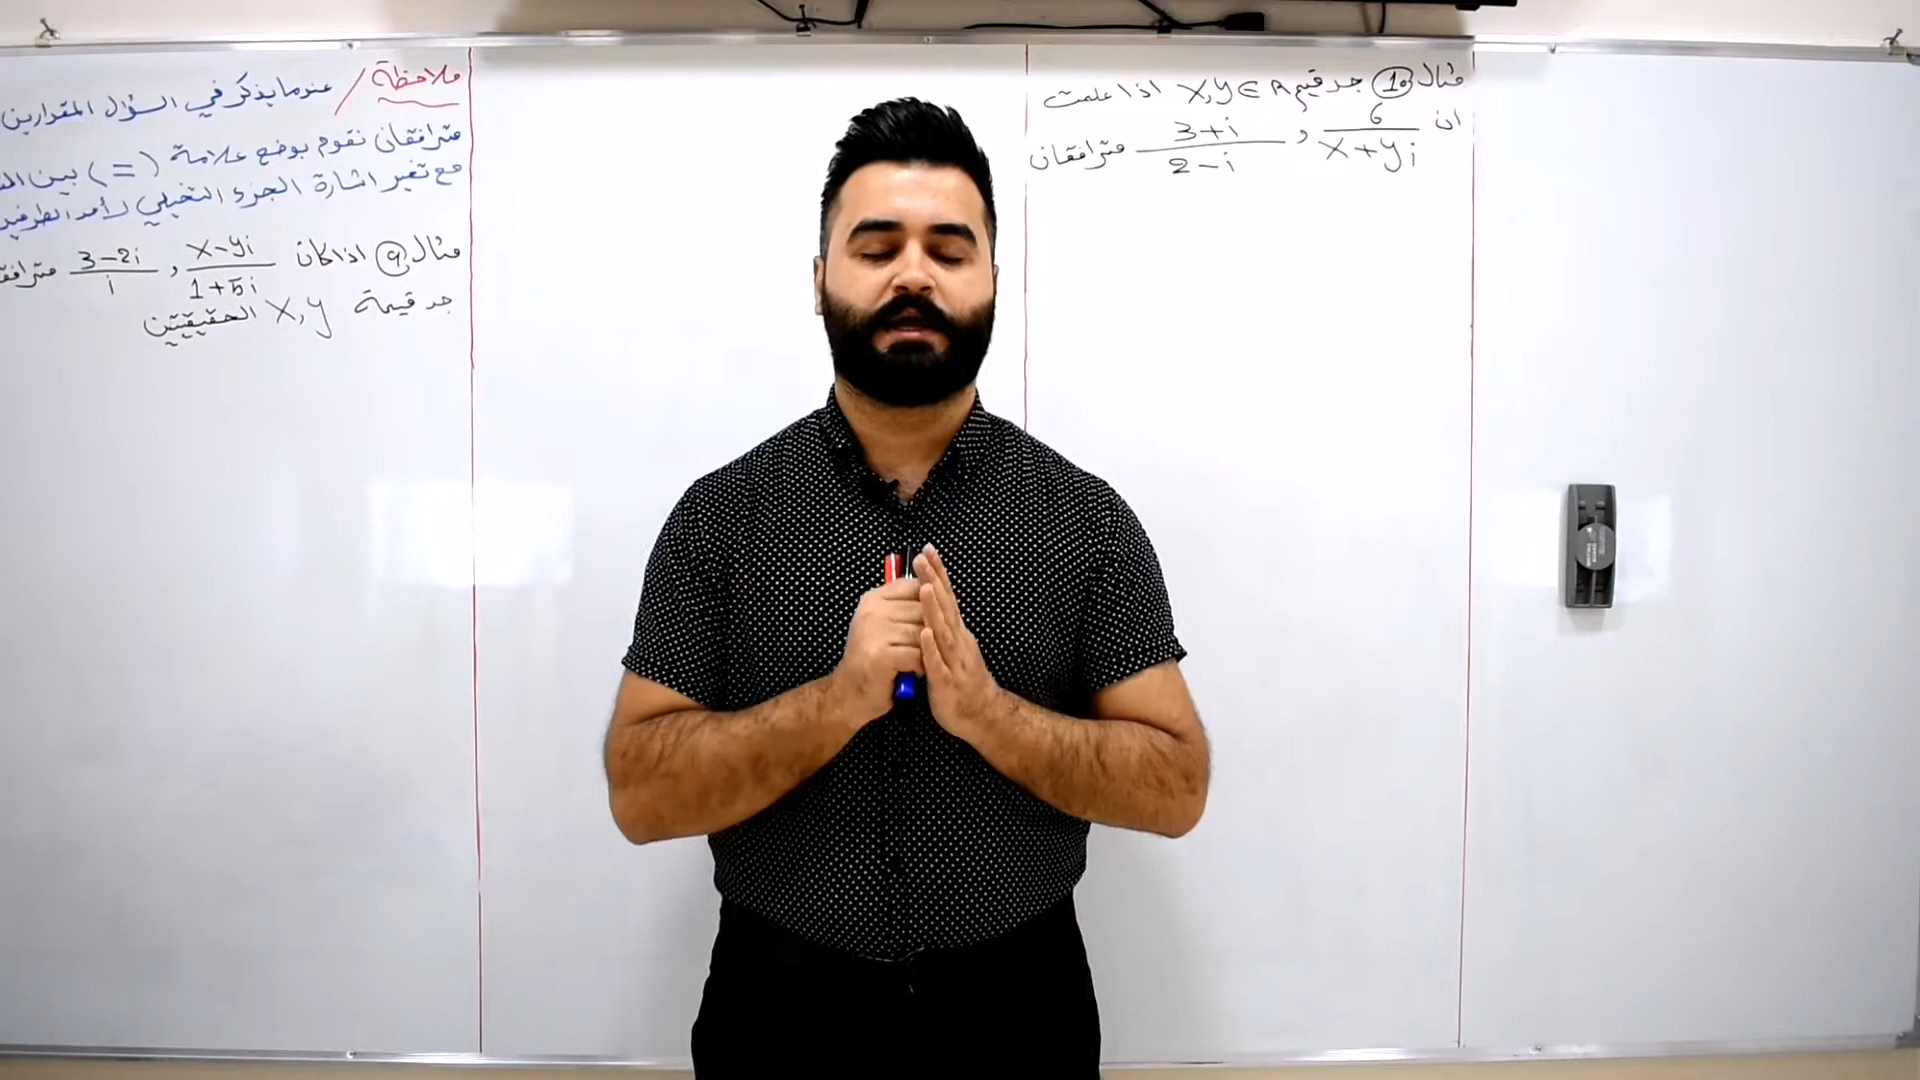 مثال 10 جد قيم x,y ∈ R اذا علمت
ان 6/(x+yi) , (3+i)/(2-i) مترافقان
ملاحظة / عندما يذكر في السؤال المقدارين
مترافقان نقوم بوضع علامة (=) بين
مع تغير اشارة الجزء التخيلي لأحد الطرفين
مثال 9 اذا كان (x-yi)/(1+5i) , (3-2i)/i
جد قيمة x,y الحقيقيتين